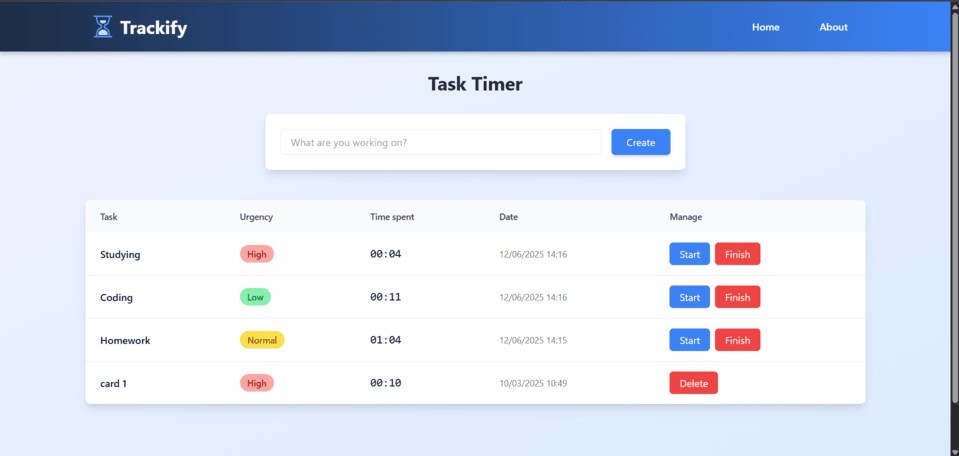 Trackify Home About
Task Timer
What are you working on? Create
Task Urgency Time spent Date Manage
Studying High 00:04 12/06/2025 14:16 Start Finish
Coding Low 00:11 12/06/2025 14:16 Start Finish
Homework Normal 01:04 12/06/2025 14:15 Start Finish
card 1 High 00:10 10/03/2025 10:49 Delete